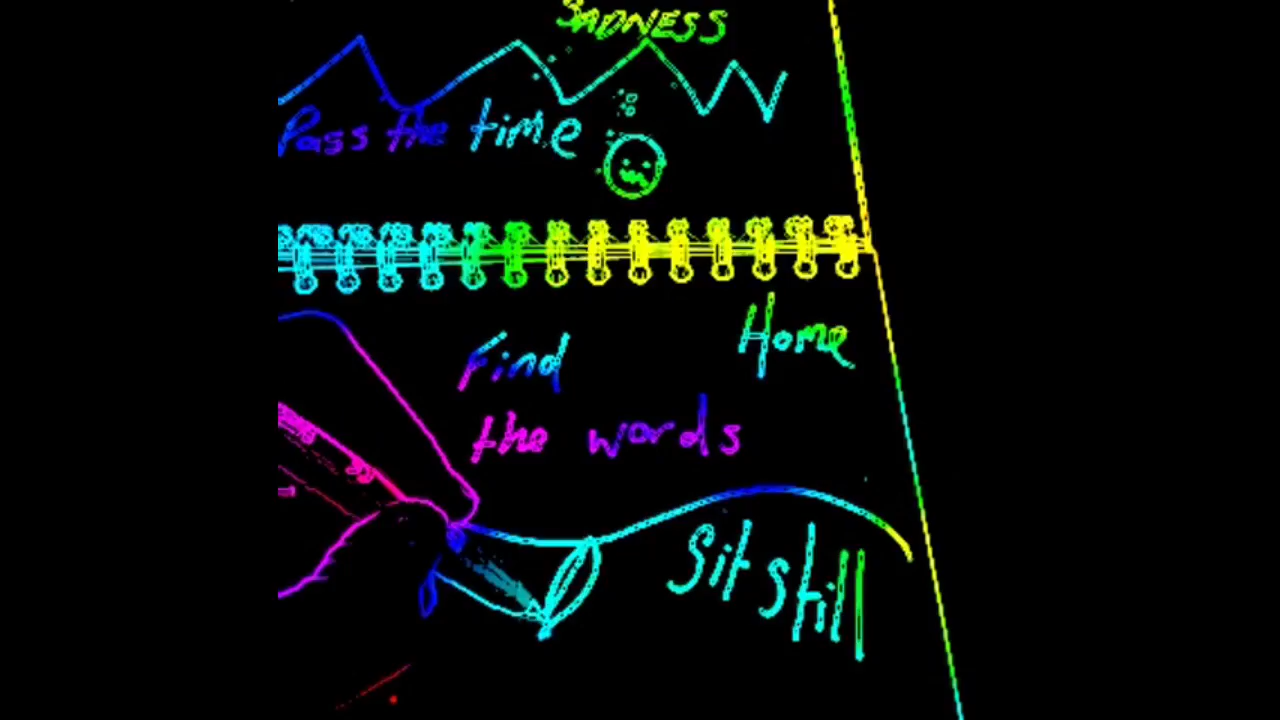 SADNESS
Pass the time
Home
Find
the words
Sit still